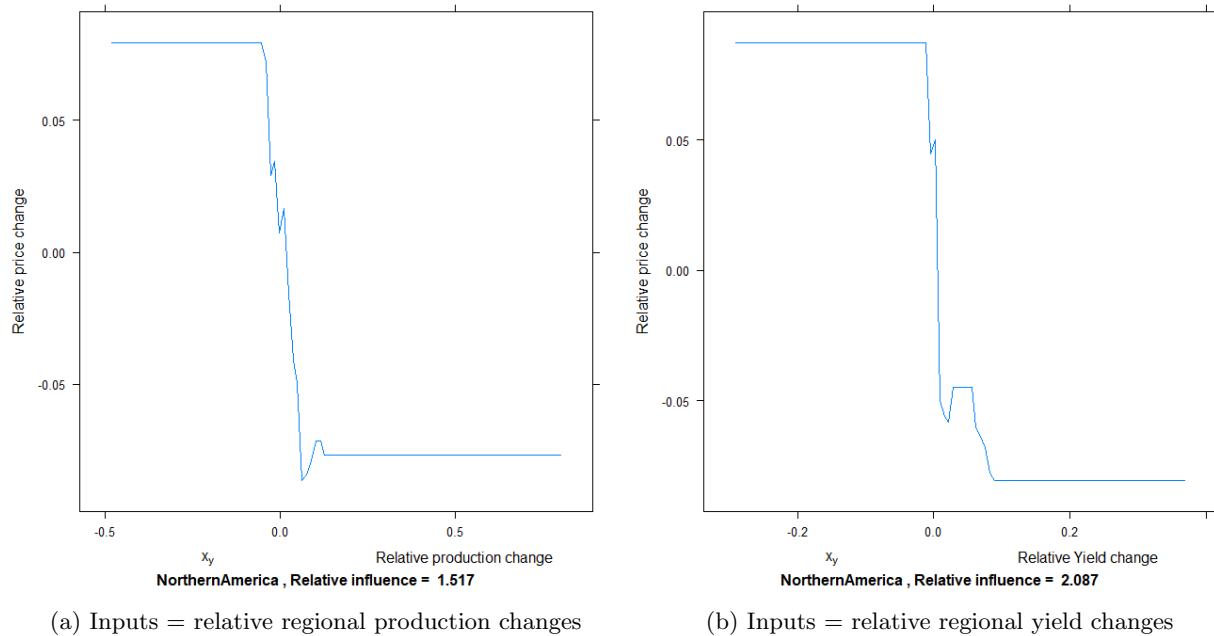 0.05
0.00
-0.05
Relative price change
-0.5
0.0
0.5
xy
Relative production change
NorthernAmerica , Relative influence = 1.517
(a) Inputs = relative regional production changes
0.05
0.00
-0.05
Relative price change
-0.2
0.0
0.2
xy
Relative Yield change
NorthernAmerica , Relative influence = 2.087
(b) Inputs = relative regional yield changes